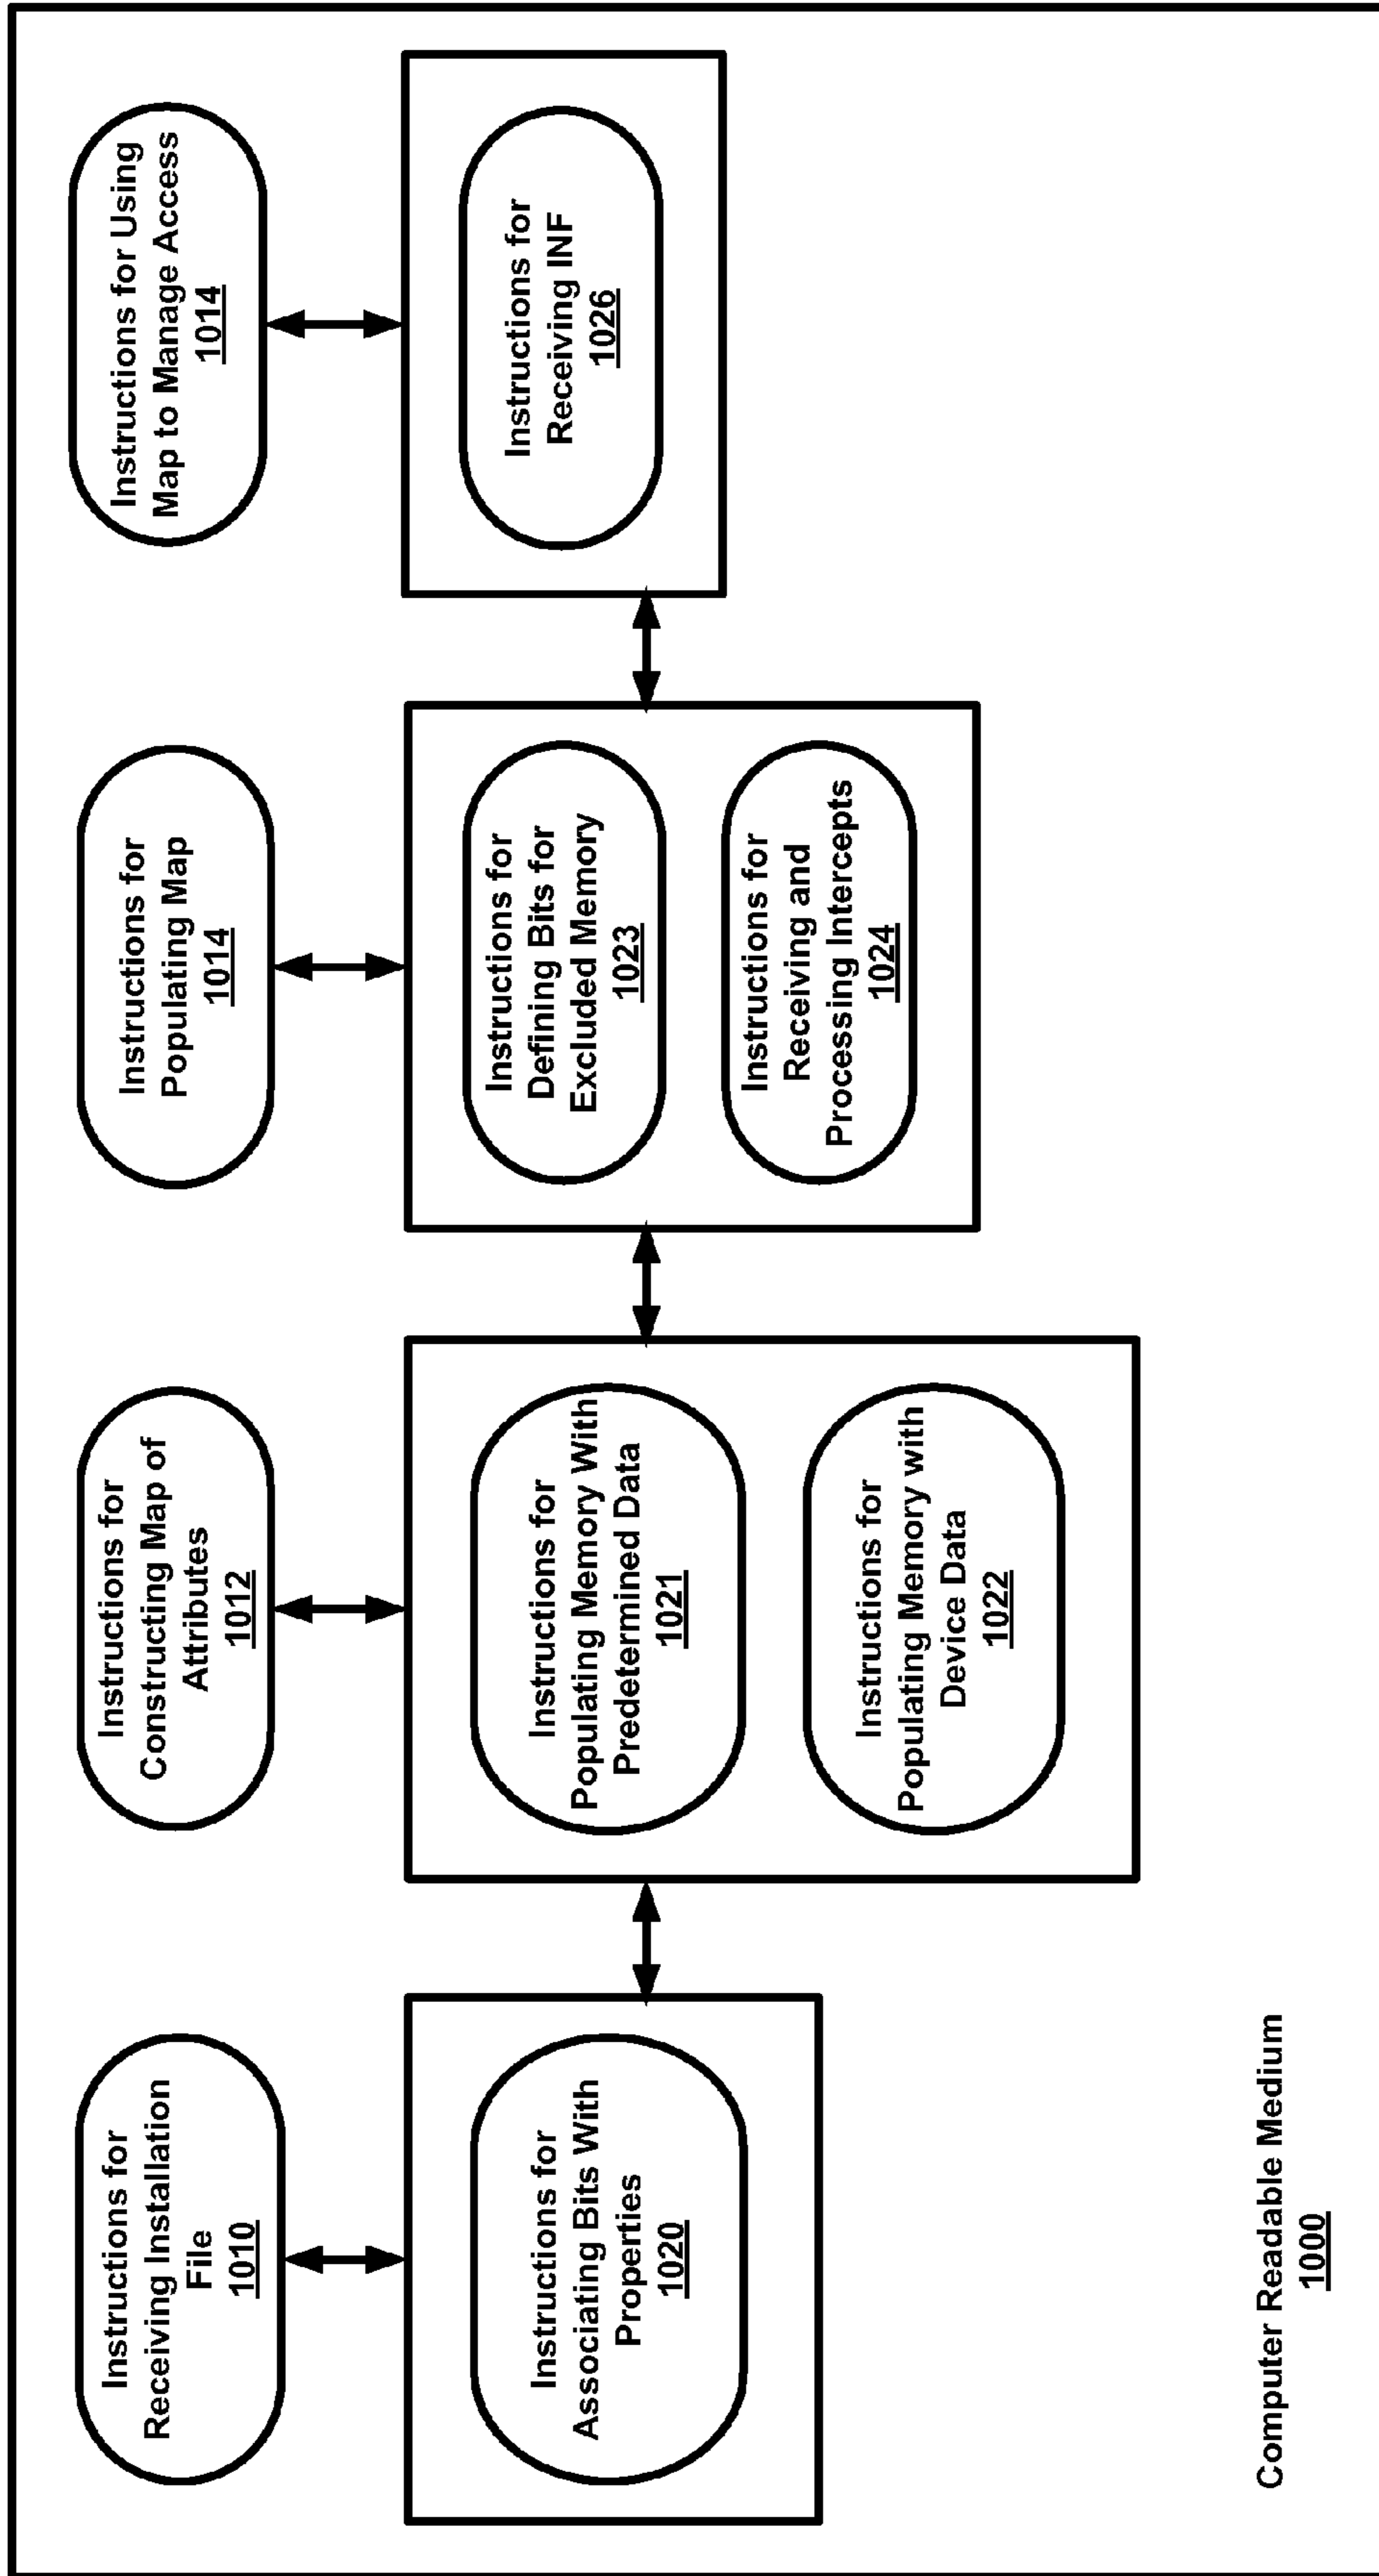 Instructions for
Receiving Installation
File
1010
Instructions for
Constructing Map of
Attributes
1012
Instructions for
Populating Map
1014
Instructions for Using
Map to Manage Access
1014
Instructions for
Associating Bits With
Properties
1020
Instructions for
Populating Memory With
Predetermined Data
1021
Instructions for
Populating Memory with
Device Data
1022
Instructions for
Defining Bits for
Excluded Memory
1023
Instructions for
Receiving and
Processing Intercepts
1024
Instructions for
Receiving INF
1026
Computer Readable Medium
1000